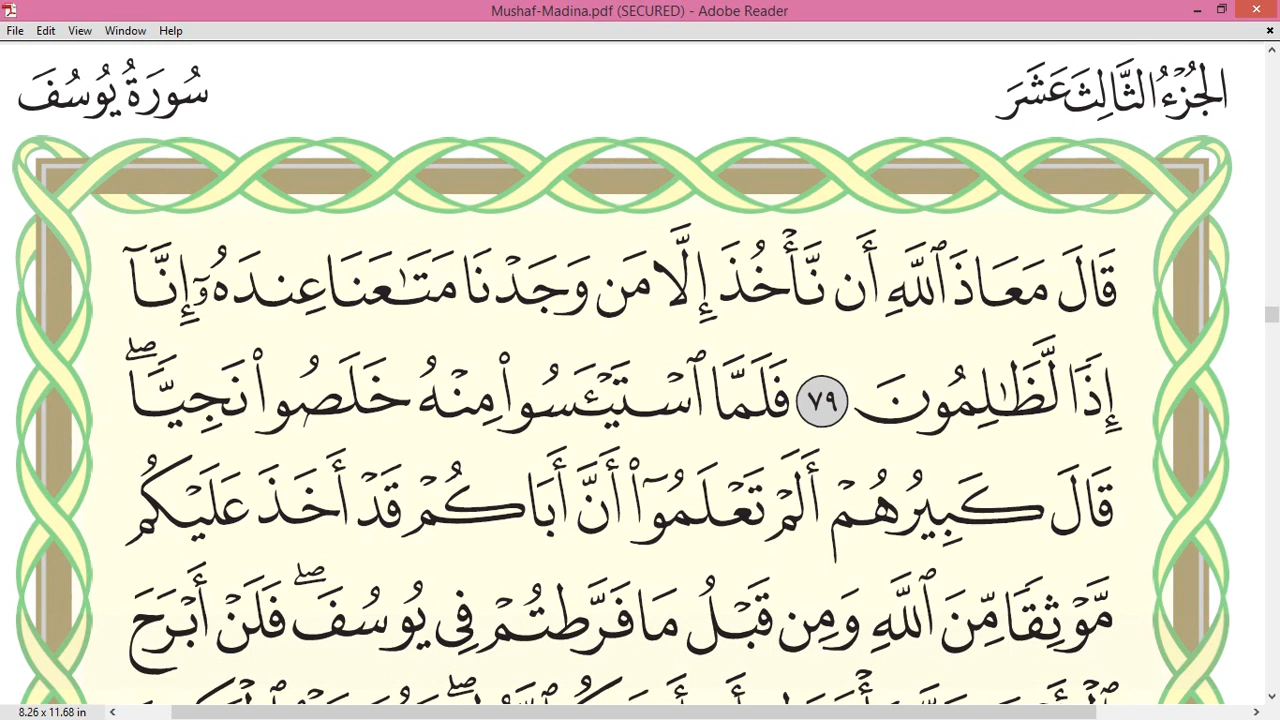 Mushaf-Madina.pdf (SECURED) - Adobe Reader
File Edit View Window Help
الجُزْءُ الثَّالِثَ عَشَرَ
سُورَةُ يُوسُفَ
قَالَ مَعَاذَ ٱللَّهِ أَن نَّأۡخُذَ إِلَّا مَن وَجَدۡنَا مَتَٰعَنَا عِندَهُۥٓ إِنَّآ
إِذٗا لَّظَٰلِمُونَ ٧٩ فَلَمَّا ٱسۡتَيۡـَٔسُواْ مِنۡهُ خَلَصُواْ نَجِيّٗاۖ
قَالَ كَبِيرُهُمۡ أَلَمۡ تَعۡلَمُوٓاْ أَنَّ أَبَاكُمۡ قَدۡ أَخَذَ عَلَيۡكُم
مَّوۡثِقٗا مِّنَ ٱللَّهِ وَمِن قَبۡلُ مَا فَرَّطتُمۡ فِي يُوسُفَۖ فَلَنۡ أَبۡرَحَ
8.26 x 11.68 in